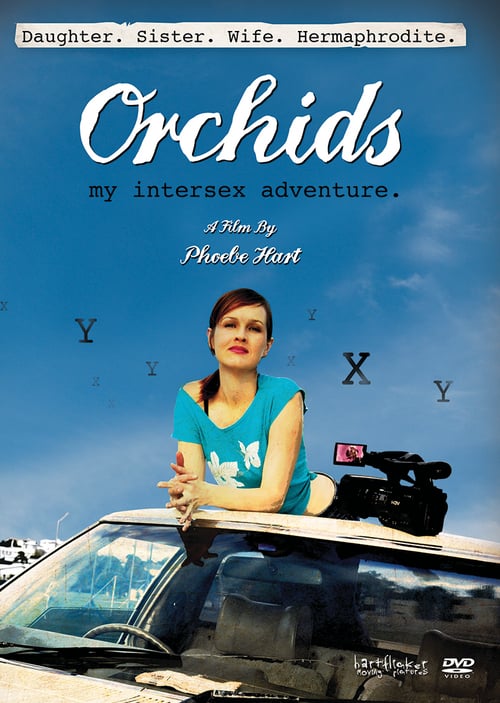 Daughter. Sister. Wife. Hermaphrodite.
Orchids
my intersex adventure.
A Film By
Phoebe Hart
X
Y
Y
X
Y
X
X
Y
hartflicker
moving pictures
DVD
VIDEO